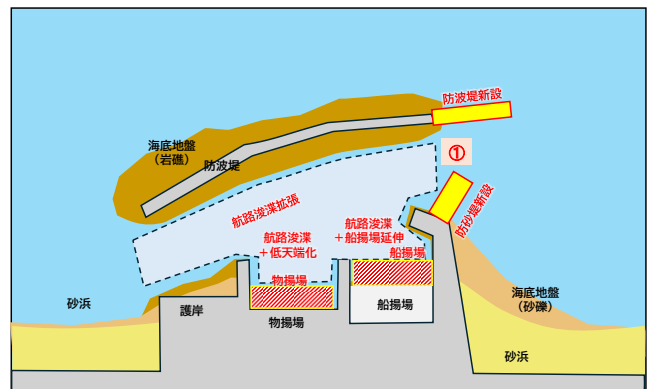 防波堤新設
海底地盤
（岩礁）
防波堤
①
防砂堤新設
航路浚渫拡張
航路浚渫
＋船揚場延伸
航路浚渫
＋低天端化
船揚場
物揚場
砂浜
護岸
船揚場
物揚場
海底地盤
（砂礫）
砂浜